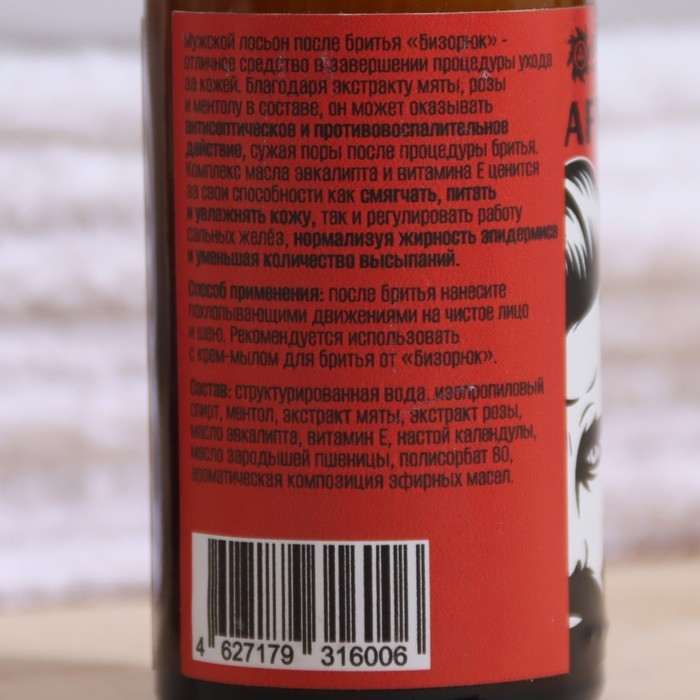 Мужской лосьон после бритья «Бизорюк» -
отличное средство в завершении процедуры ухода
за кожей. Благодаря экстракту мяты, розы
и ментолу в составе, он может оказывать
антисептическое и противовоспалительное
действие, сужая поры после процедуры бритья.
Комплекс масла эвкалипта и витамина Е ценится
за свои способности как смягчать, питать
и увлажнять кожу, так и регулировать работу
сальных желёз, нормализуя жирность эпидермиса
и уменьшая количество высыпаний.
Способ применения: после бритья нанесите
похлопывающими движениями на чистое лицо
и шею. Рекомендуется использовать
с крем-мылом для бритья от «Бизорюк».
Состав: структурированная вода, изопропиловый
спирт, ментол, экстракт мяты, экстракт розы,
масло эвкалипта, витамин Е, настой календулы,
масло зародышей пшеницы, полисорбат 80,
ароматическая композиция эфирных масел.
4 627179 316006
AF